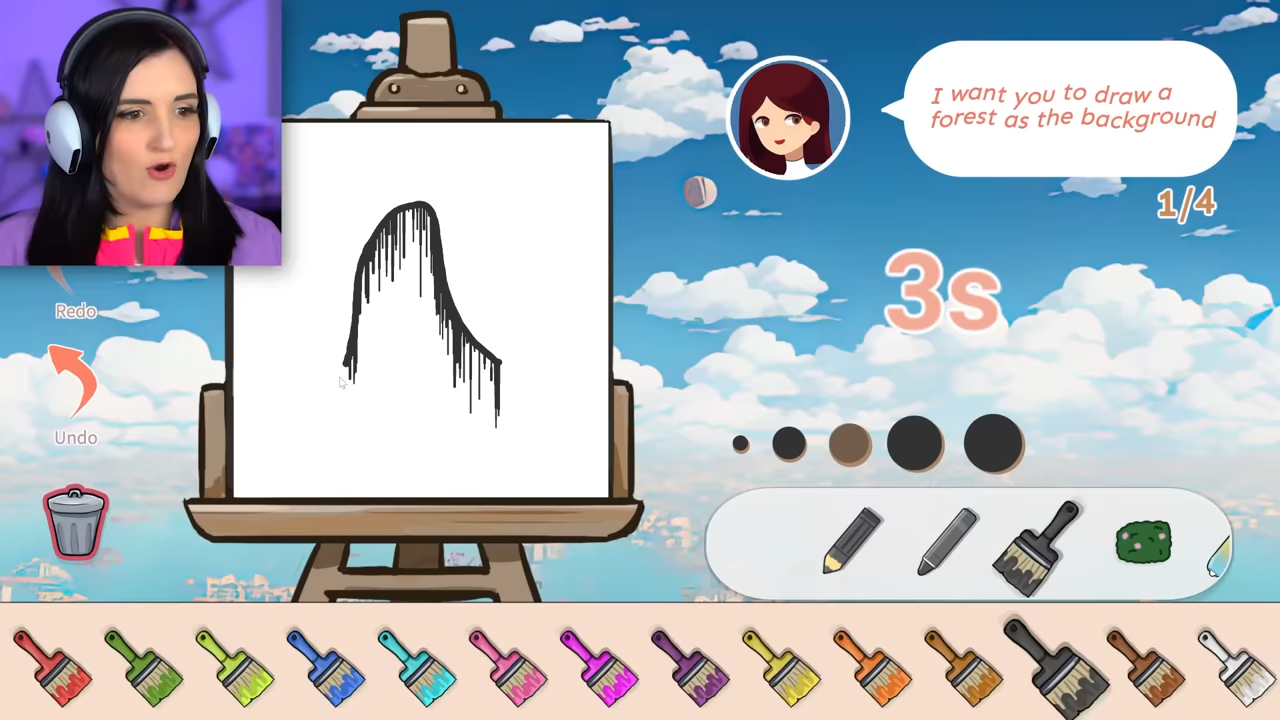 I want you to draw a
forest as the background
1/4
3s
Redo
Undo